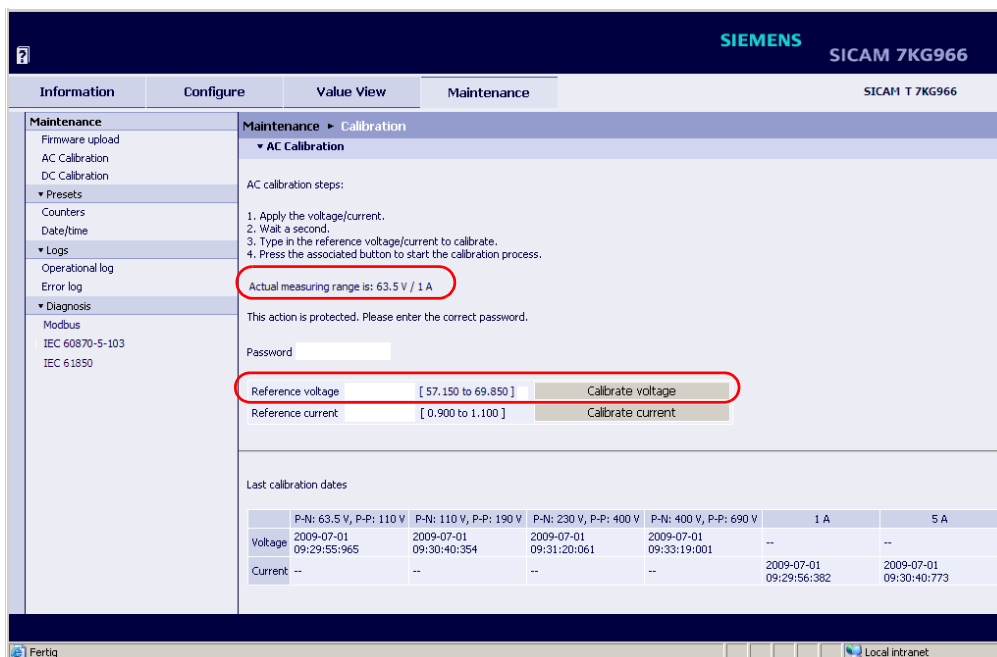 SIEMENS
SICAM 7KG966
?
Information Configure Value View Maintenance SICAM T 7KG966
Maintenance
Firmware upload
AC Calibration
DC Calibration
▾ Presets
Counters
Date/time
▾ Logs
Operational log
Error log
▾ Diagnosis
Modbus
IEC 60870-5-103
IEC 61850
Maintenance ► Calibration
▾ AC Calibration
AC calibration steps:
1. Apply the voltage/current.
2. Wait a second.
3. Type in the reference voltage/current to calibrate.
4. Press the associated button to start the calibration process.
Actual measuring range is: 63.5 V / 1 A
This action is protected. Please enter the correct password.
Password
Reference voltage [ 57.150 to 69.850 ] Calibrate voltage
Reference current [ 0.900 to 1.100 ] Calibrate current
Last calibration dates
P-N: 63.5 V, P-P: 110 V P-N: 110 V, P-P: 190 V P-N: 230 V, P-P: 400 V P-N: 400 V, P-P: 690 V 1 A 5 A
Voltage 2009-07-01 09:29:55:965 2009-07-01 09:30:40:354 2009-07-01 09:31:20:061 2009-07-01 09:33:19:001 -- --
Current -- -- -- -- 2009-07-01 09:29:56:382 2009-07-01 09:30:40:773
Fertig Local intranet